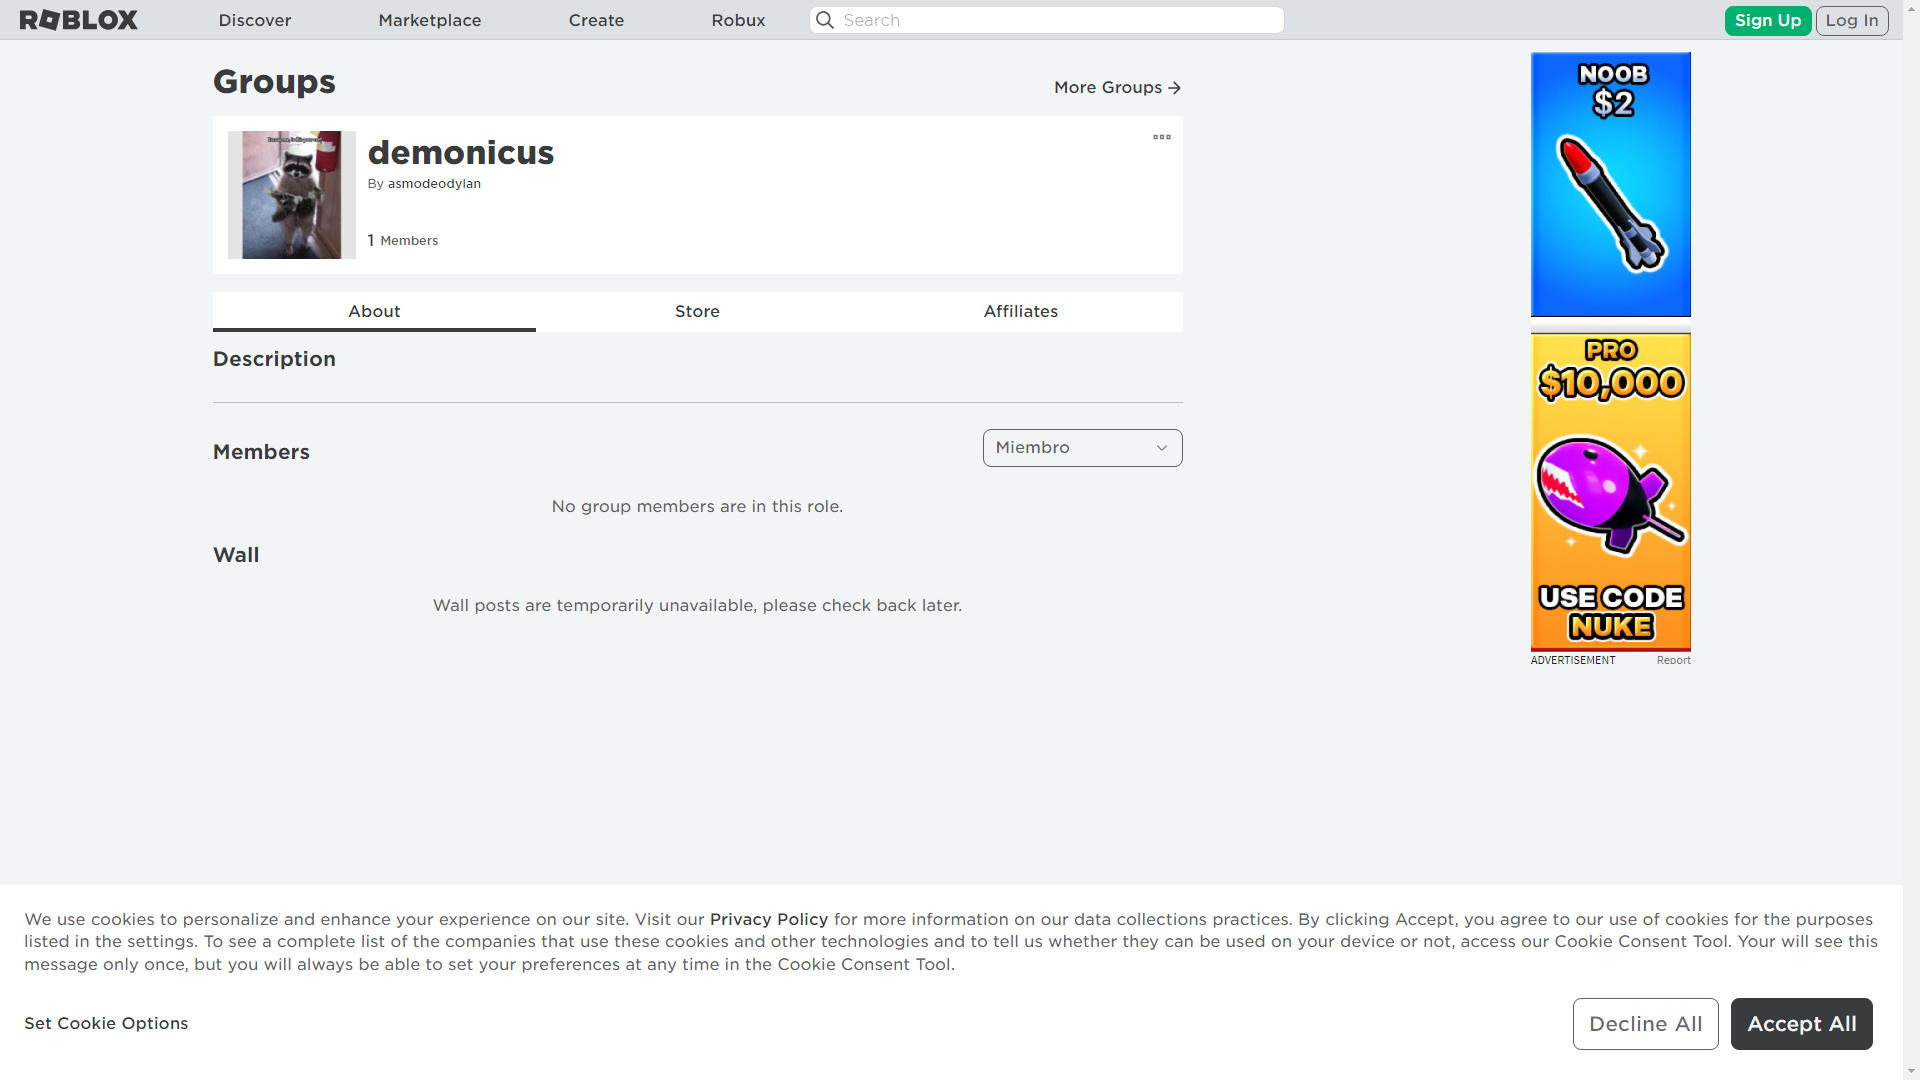 ROBLOX
Discover
Marketplace
Create
Robux
Search
Sign Up
Log In
Groups
More Groups
demonicus
By asmodeodylan
1 Members
About
Store
Affiliates
Description
Members
Miembro
No group members are in this role.
Wall
Wall posts are temporarily unavailable, please check back later.
NOOB
$2
PRO
$10,000
USE CODE
NUKE
ADVERTISEMENT
Report
We use cookies to personalize and enhance your experience on our site. Visit our Privacy Policy for more information on our data collections practices. By clicking Accept, you agree to our use of cookies for the purposes
listed in the settings. To see a complete list of the companies that use these cookies and other technologies and to tell us whether they can be used on your device or not, access our Cookie Consent Tool. Your will see this
message only once, but you will always be able to set your preferences at any time in the Cookie Consent Tool.
Set Cookie Options
Decline All
Accept All